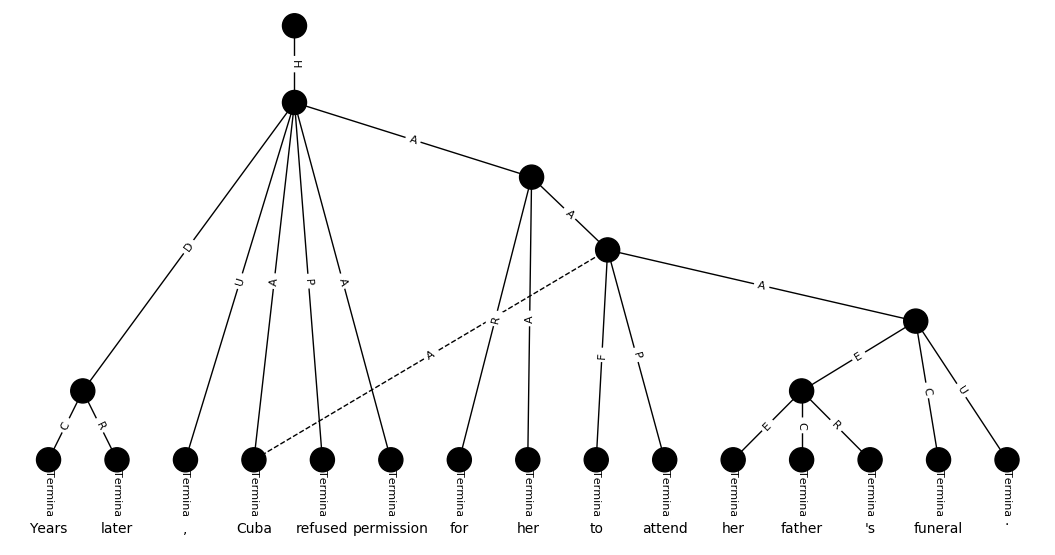 H
A
D
U
A
P
A
A
R
A
A
A
F
P
E
C
U
C
R
E
C
R
Termina Termina Termina Termina Termina Termina Termina Termina Termina Termina Termina Termina Termina Termina Termina
Years later , Cuba refused permission for her to attend her father 's funeral .